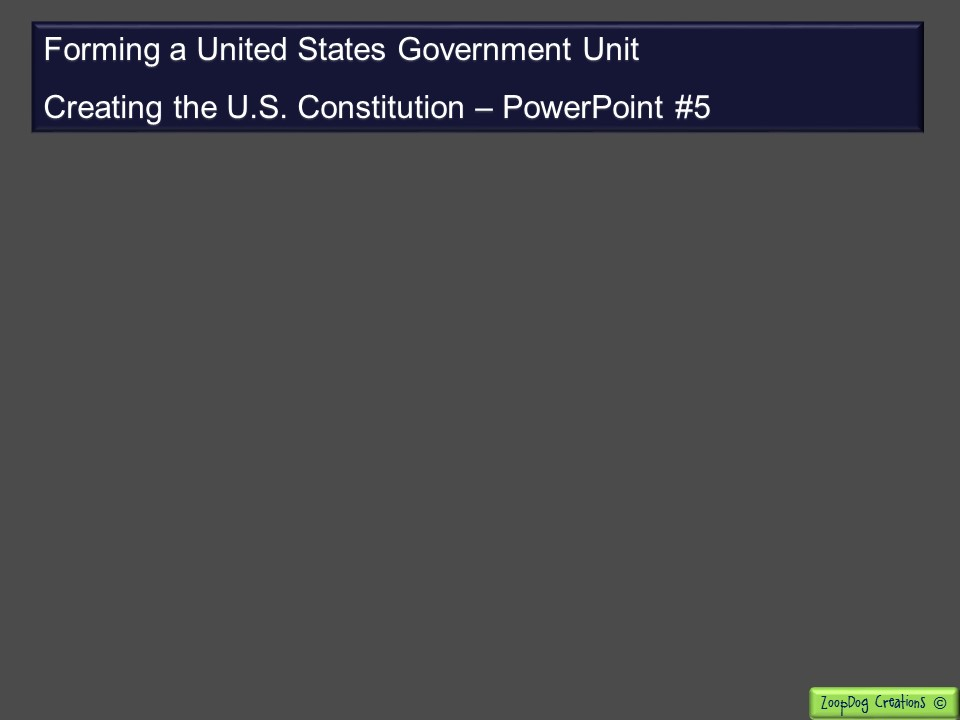 Forming a United States Government Unit
Creating the U.S. Constitution – PowerPoint #5
ZoopDog Creations ©